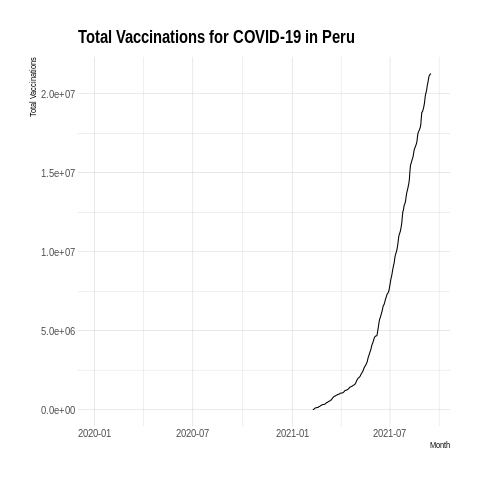 Total Vaccinations for COVID-19 in Peru
Total Vaccinations
2.0e+07
1.5e+07
1.0e+07
5.0e+06
0.0e+00
2020-01 2020-07 2021-01 2021-07
Month